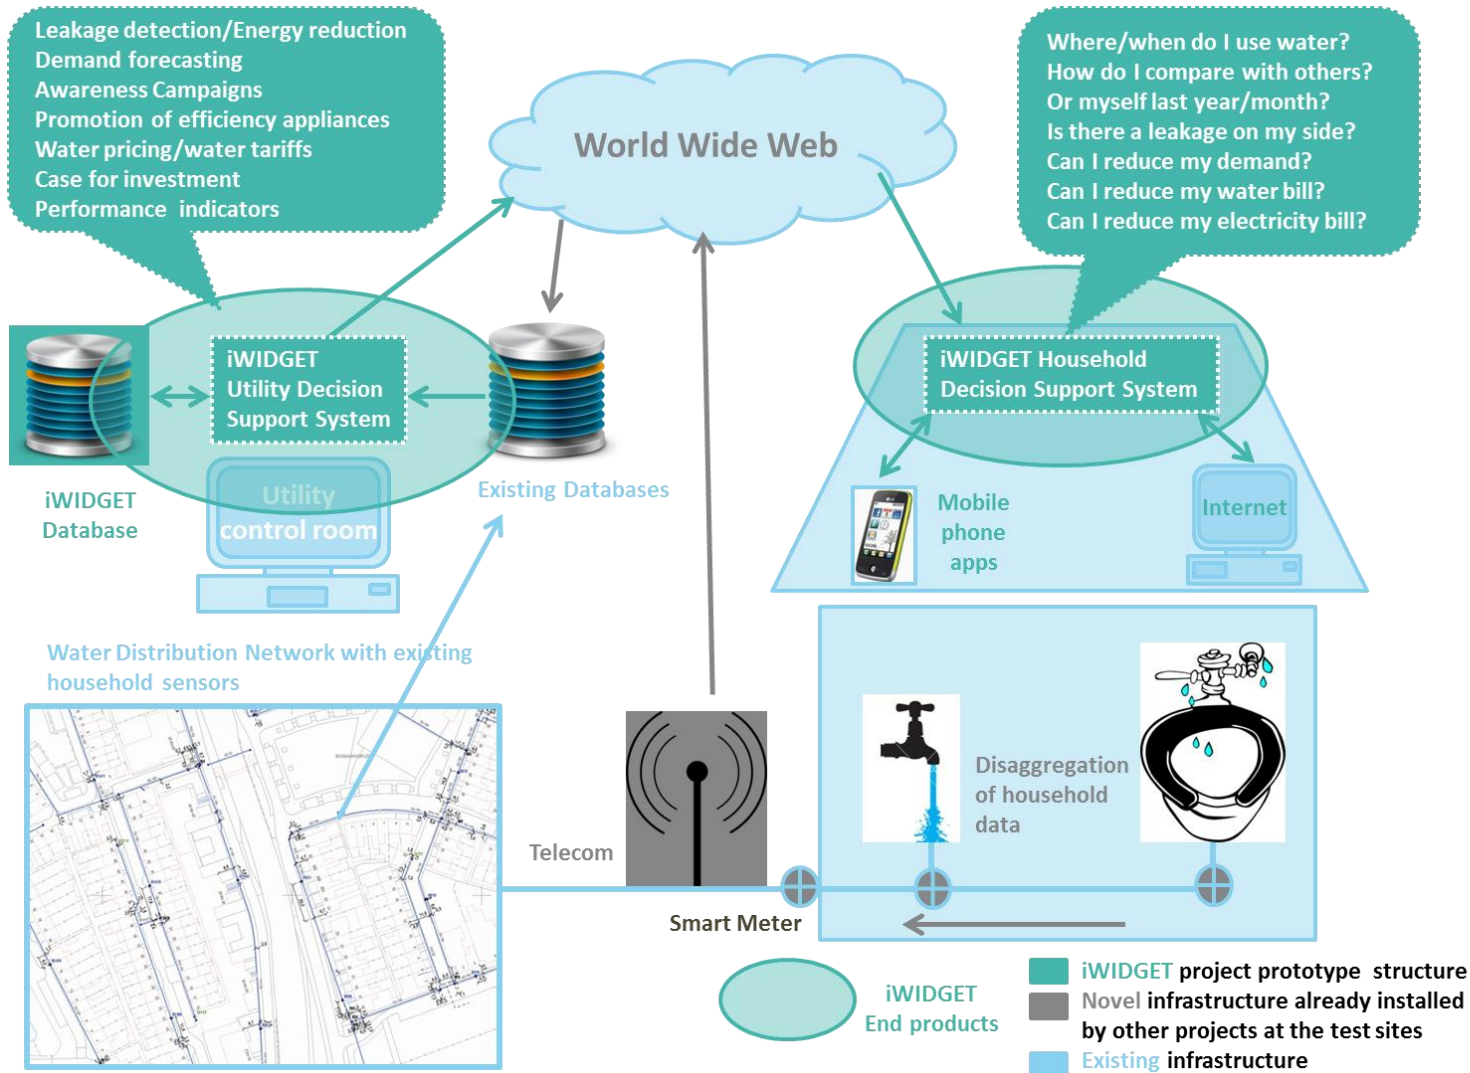 Leakage detection/Energy reduction
Demand forecasting
Awareness Campaigns
Promotion of efficiency appliances
Water pricing/water tariffs
Case for investment
Performance indicators
World Wide Web
Where/when do I use water?
How do I compare with others?
Or myself last year/month?
Is there a leakage on my side?
Can I reduce my demand?
Can I reduce my water bill?
Can I reduce my electricity bill?
iWIDGET
Utility Decision
Support System
iWIDGET Household
Decision Support System
iWIDGET
Database
Utility
control room
Existing Databases
Mobile
phone
apps
Internet
Water Distribution Network with existing
household sensors
Disaggregation
of household
data
Telecom
Smart Meter
iWIDGET
End products
iWIDGET project prototype structure
Novel infrastructure already installed
by other projects at the test sites
Existing infrastructure